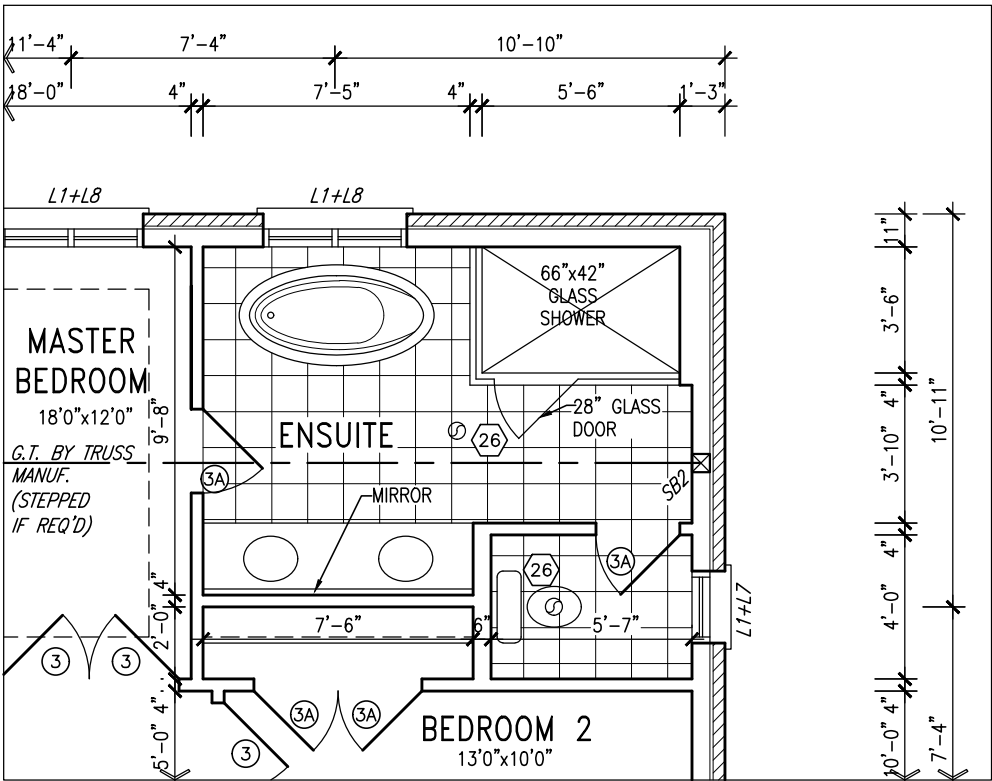 11'-4"
7'-4"
10'-10"
18'-0"
4"
7'-5"
4"
5'-6"
1'-3"
L1+L8
L1+L8
11"
66"x42"
GLASS
SHOWER
3'-6"
MASTER
BEDROOM
18'0"x12'0"
9'-8"
G.T. BY TRUSS
MANUF.
(STEPPED
IF REQ'D)
ENSUITE
26
28" GLASS
DOOR
4"
10'-11"
3'-10"
3A
MIRROR
SB2
4"
26
3A
4"
2'-0"
7'-6"
6"
5'-7"
L1+L7
4'-0"
3
3
4"
5'-0"
3A
3A
3
BEDROOM 2
13'0"x10'0"
4"
10'-0"
7'-4"